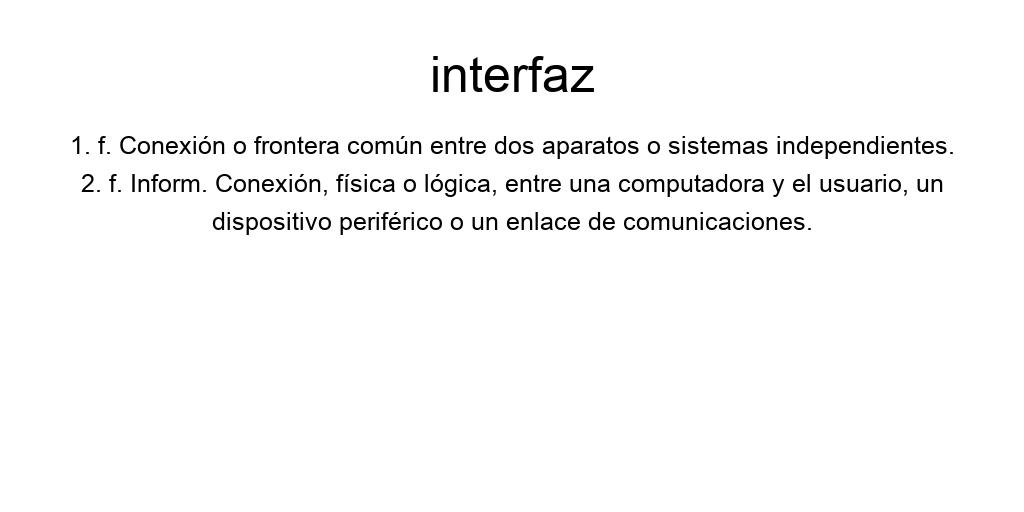 interfaz
1. f. Conexión o frontera común entre dos aparatos o sistemas independientes.
2. f. Inform. Conexión, física o lógica, entre una computadora y el usuario, un
dispositivo periférico o un enlace de comunicaciones.